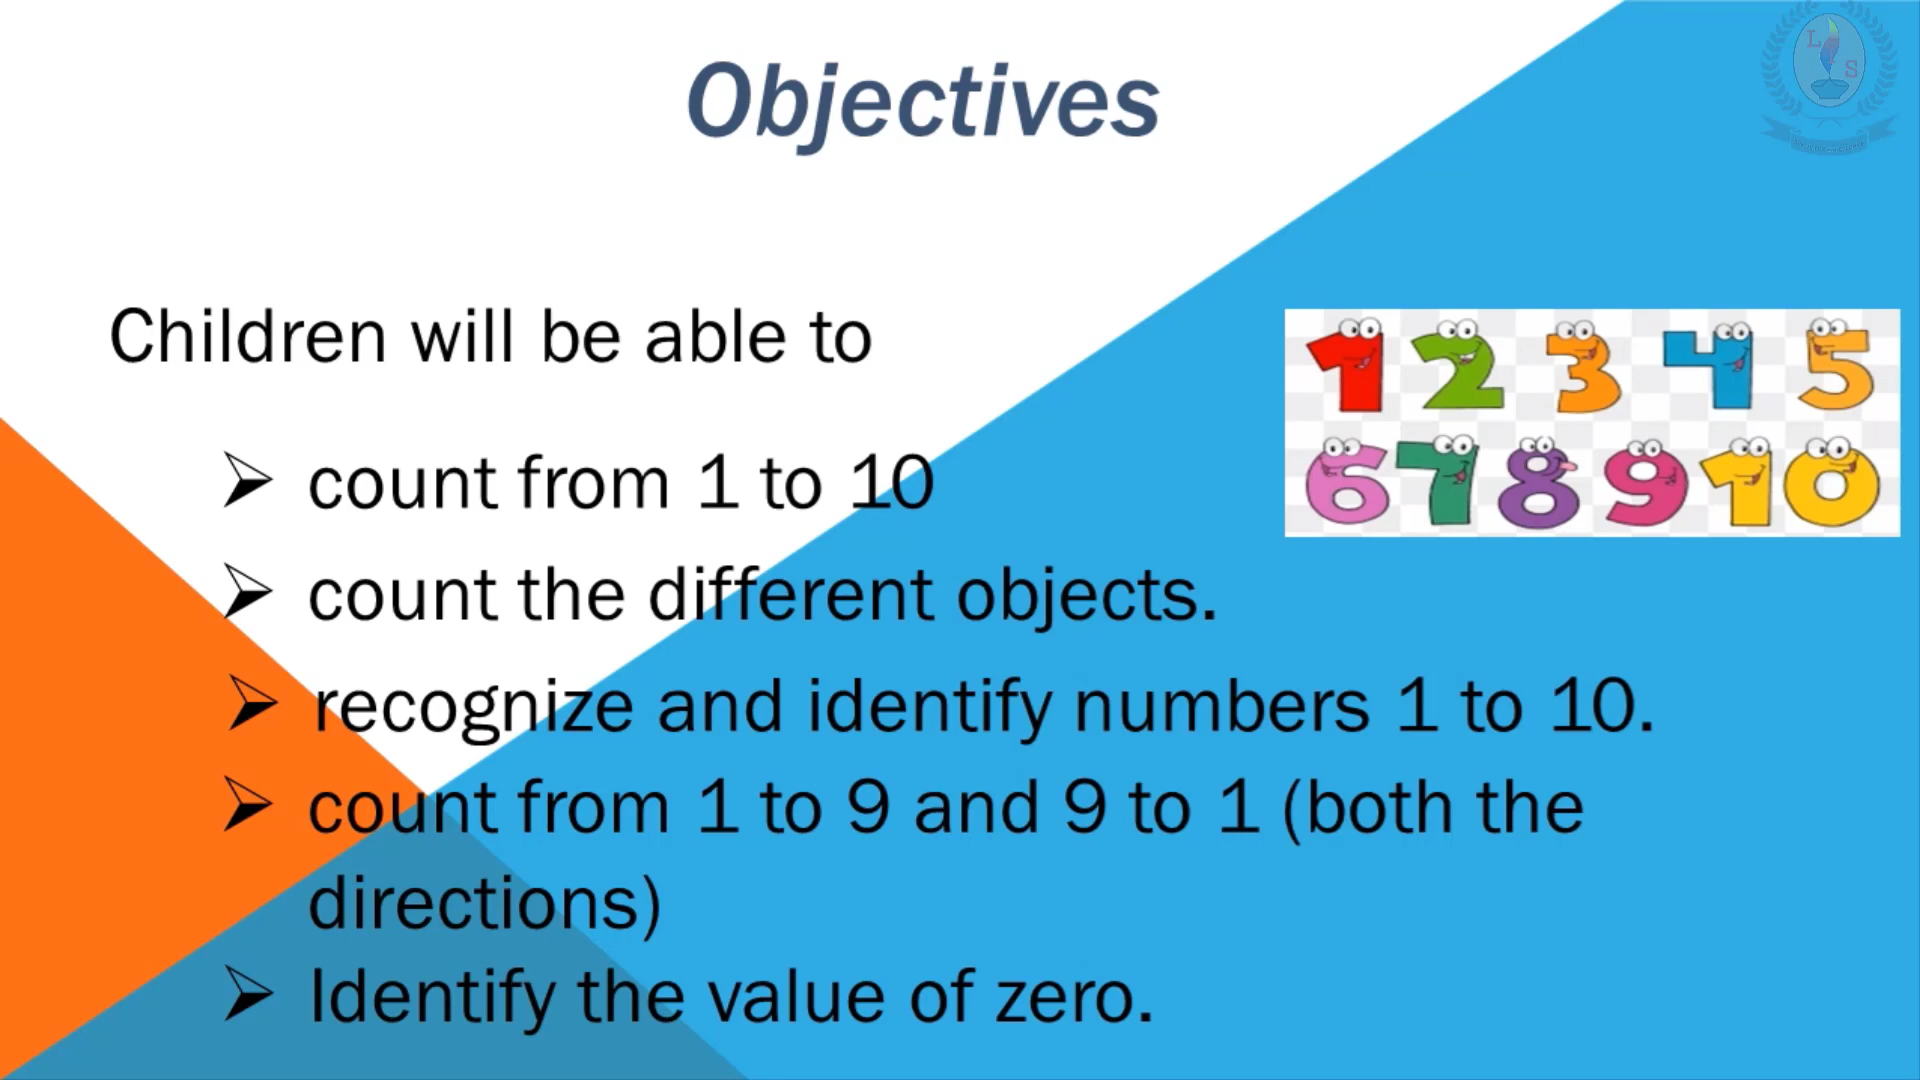 L
S
Objectives
Children will be able to
count from 1 to 10
count the different objects.
recognize and identify numbers 1 to 10.
count from 1 to 9 and 9 to 1 (both the
directions)
Identify the value of zero.
1 2 3 4 5
6 7 8 9 10